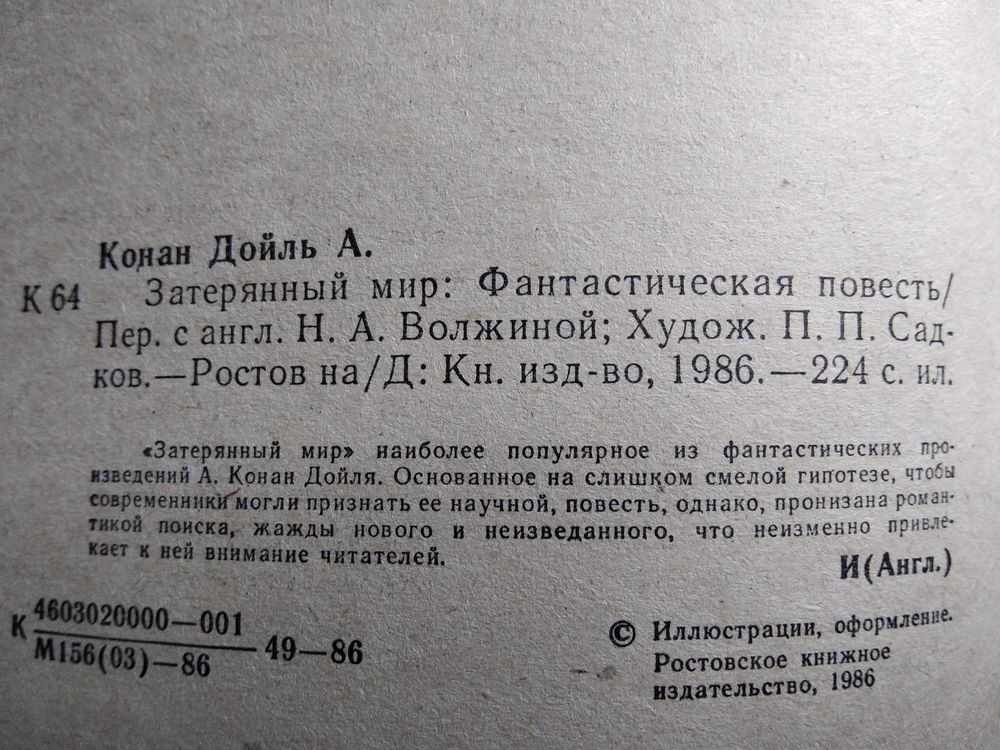 Конан Дойль А.
К 64 Затерянный мир: Фантастическая повесть/
Пер. с англ. Н. А. Волжиной; Худож. П. П. Сад-
ков.—Ростов на/Д: Кн. изд-во, 1986.—224 с. ил.
«Затерянный мир» наиболее популярное из фантастических про-
изведений А. Конан Дойля. Основанное на слишком смелой гипотезе, чтобы
современники могли признать ее научной, повесть, однако, пронизана роман-
тикой поиска, жажды нового и неизведанного, что неизменно привле-
кает к ней внимание читателей.
И(Англ.)
К 4603020000—001
М156(03)—86
49—86
© Иллюстрации, оформление.
Ростовское книжное
издательство, 1986